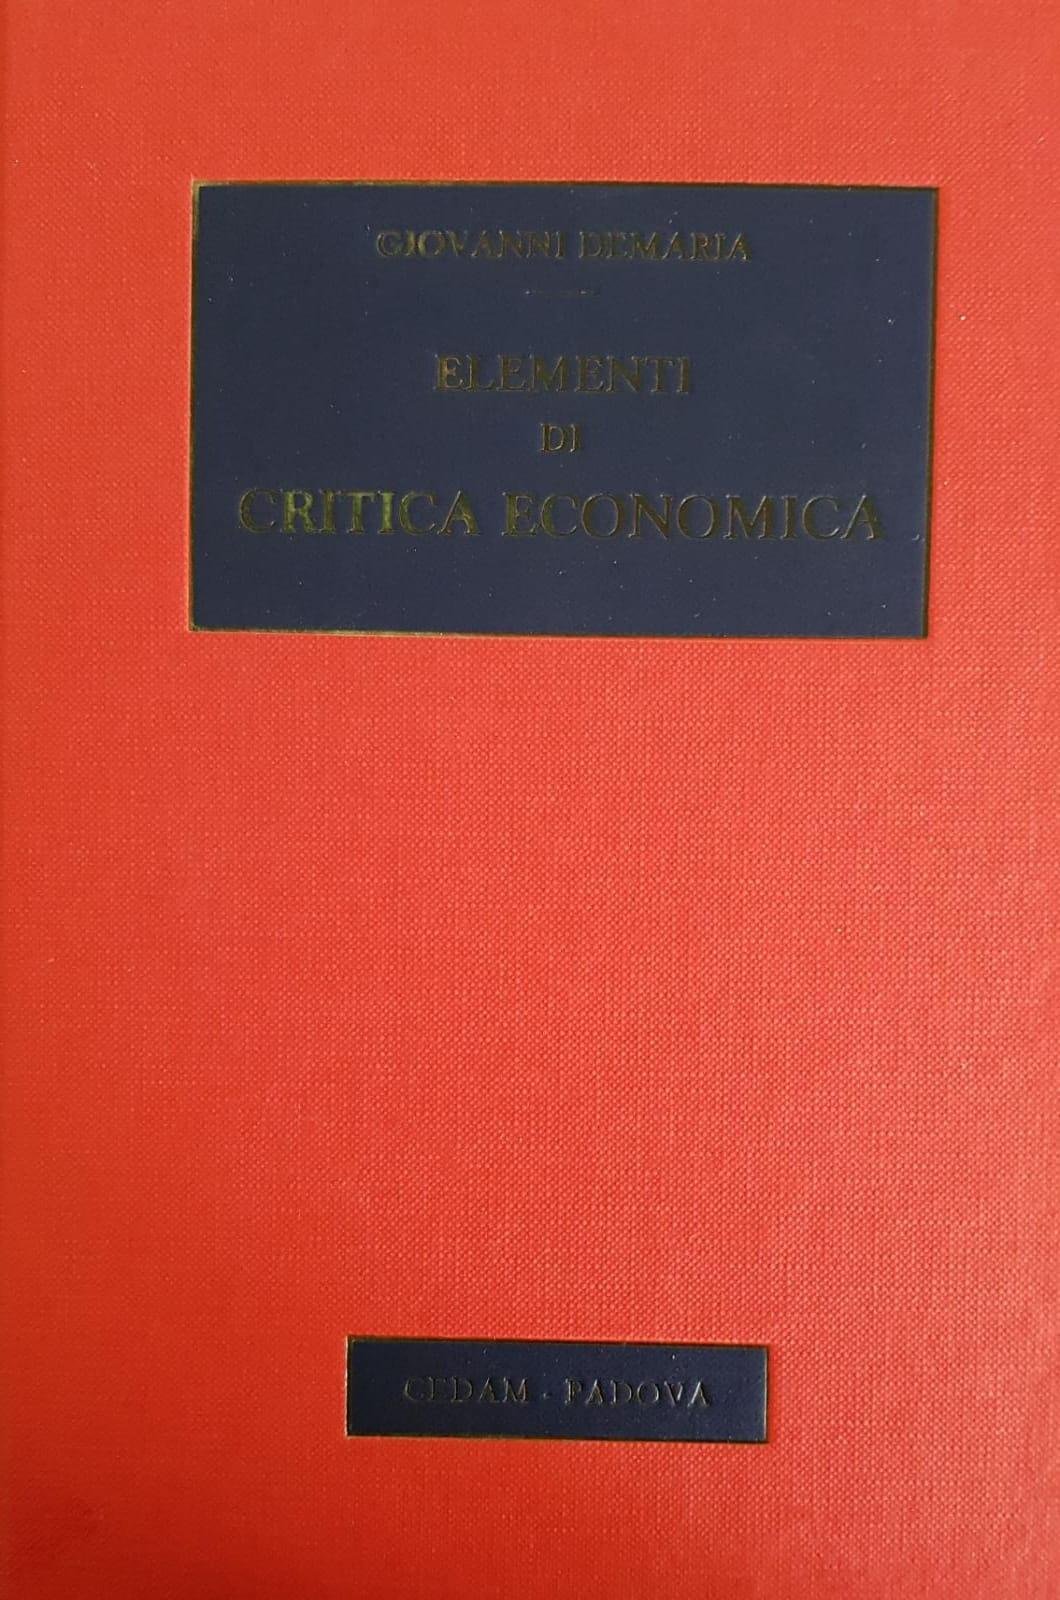 GIOVANNI DEMARIA
ELEMENTI
DI
CRITICA ECONOMICA
CEDAM - PADOVA